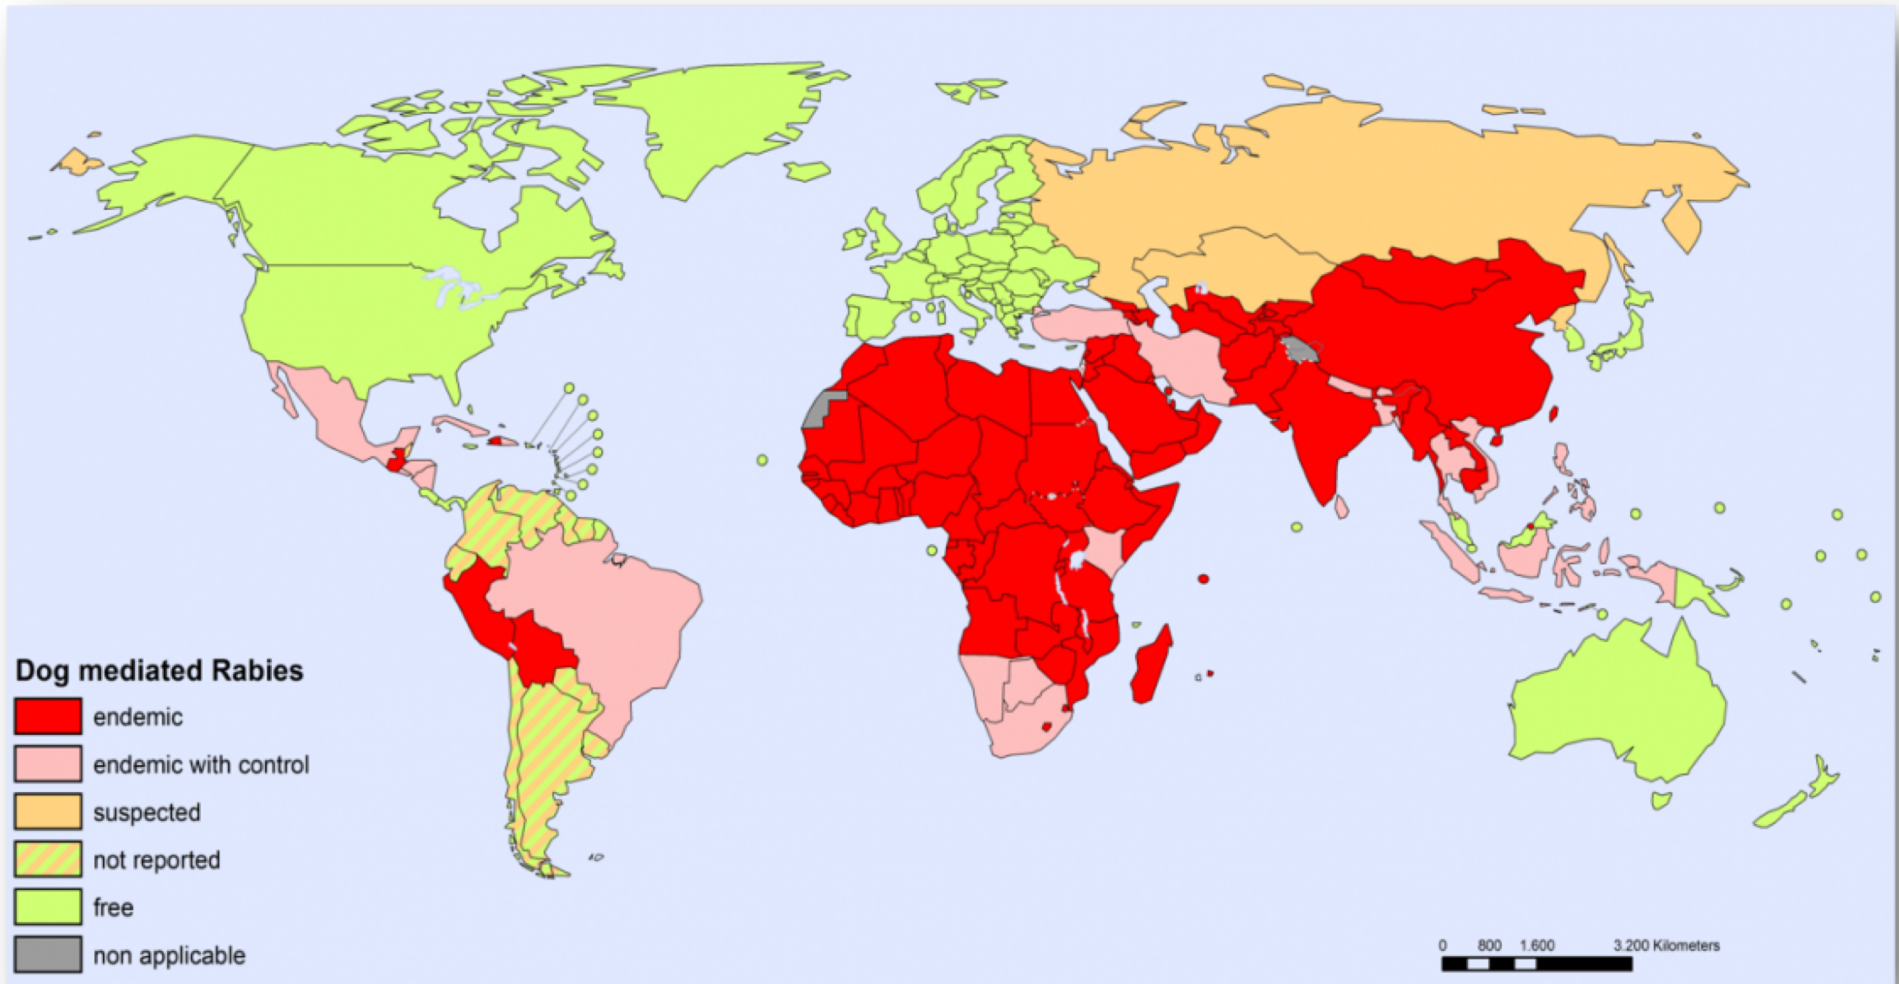 Dog mediated Rabies
endemic
endemic with control
suspected
not reported
free
non applicable
0 800 1.600 3.200 Kilometers